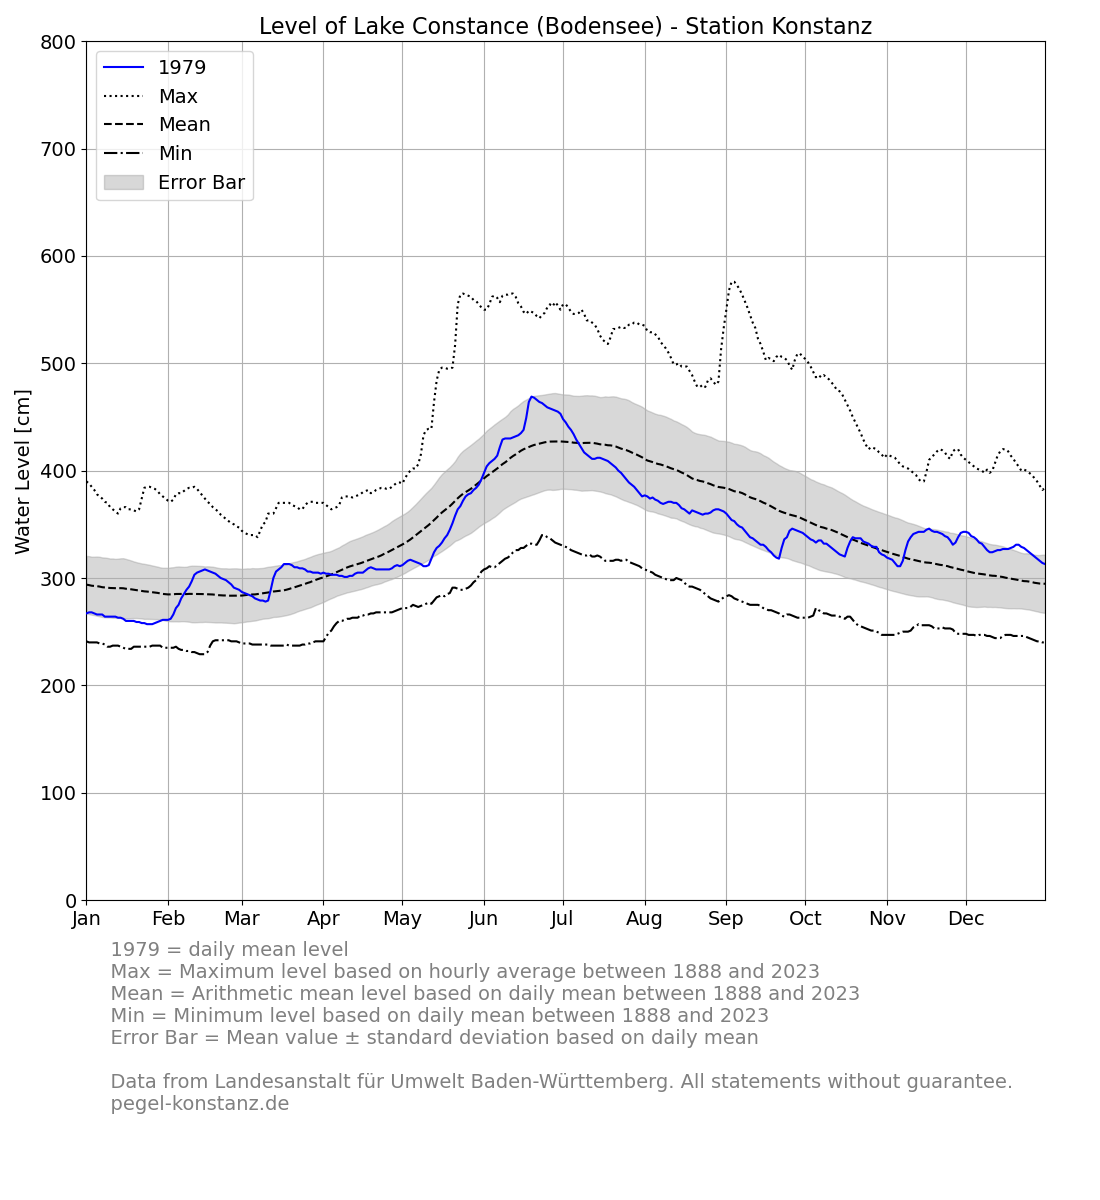 Level of Lake Constance (Bodensee) - Station Konstanz
800
700
600
500
400
300
200
100
0
Water Level [cm]
1979
Max
Mean
Min
Error Bar
Jan Feb Mar Apr May Jun Jul Aug Sep Oct Nov Dec
1979 = daily mean level
Max = Maximum level based on hourly average between 1888 and 2023
Mean = Arithmetic mean level based on daily mean between 1888 and 2023
Min = Minimum level based on daily mean between 1888 and 2023
Error Bar = Mean value ± standard deviation based on daily mean
Data from Landesanstalt für Umwelt Baden-Württemberg. All statements without guarantee.
pegel-konstanz.de